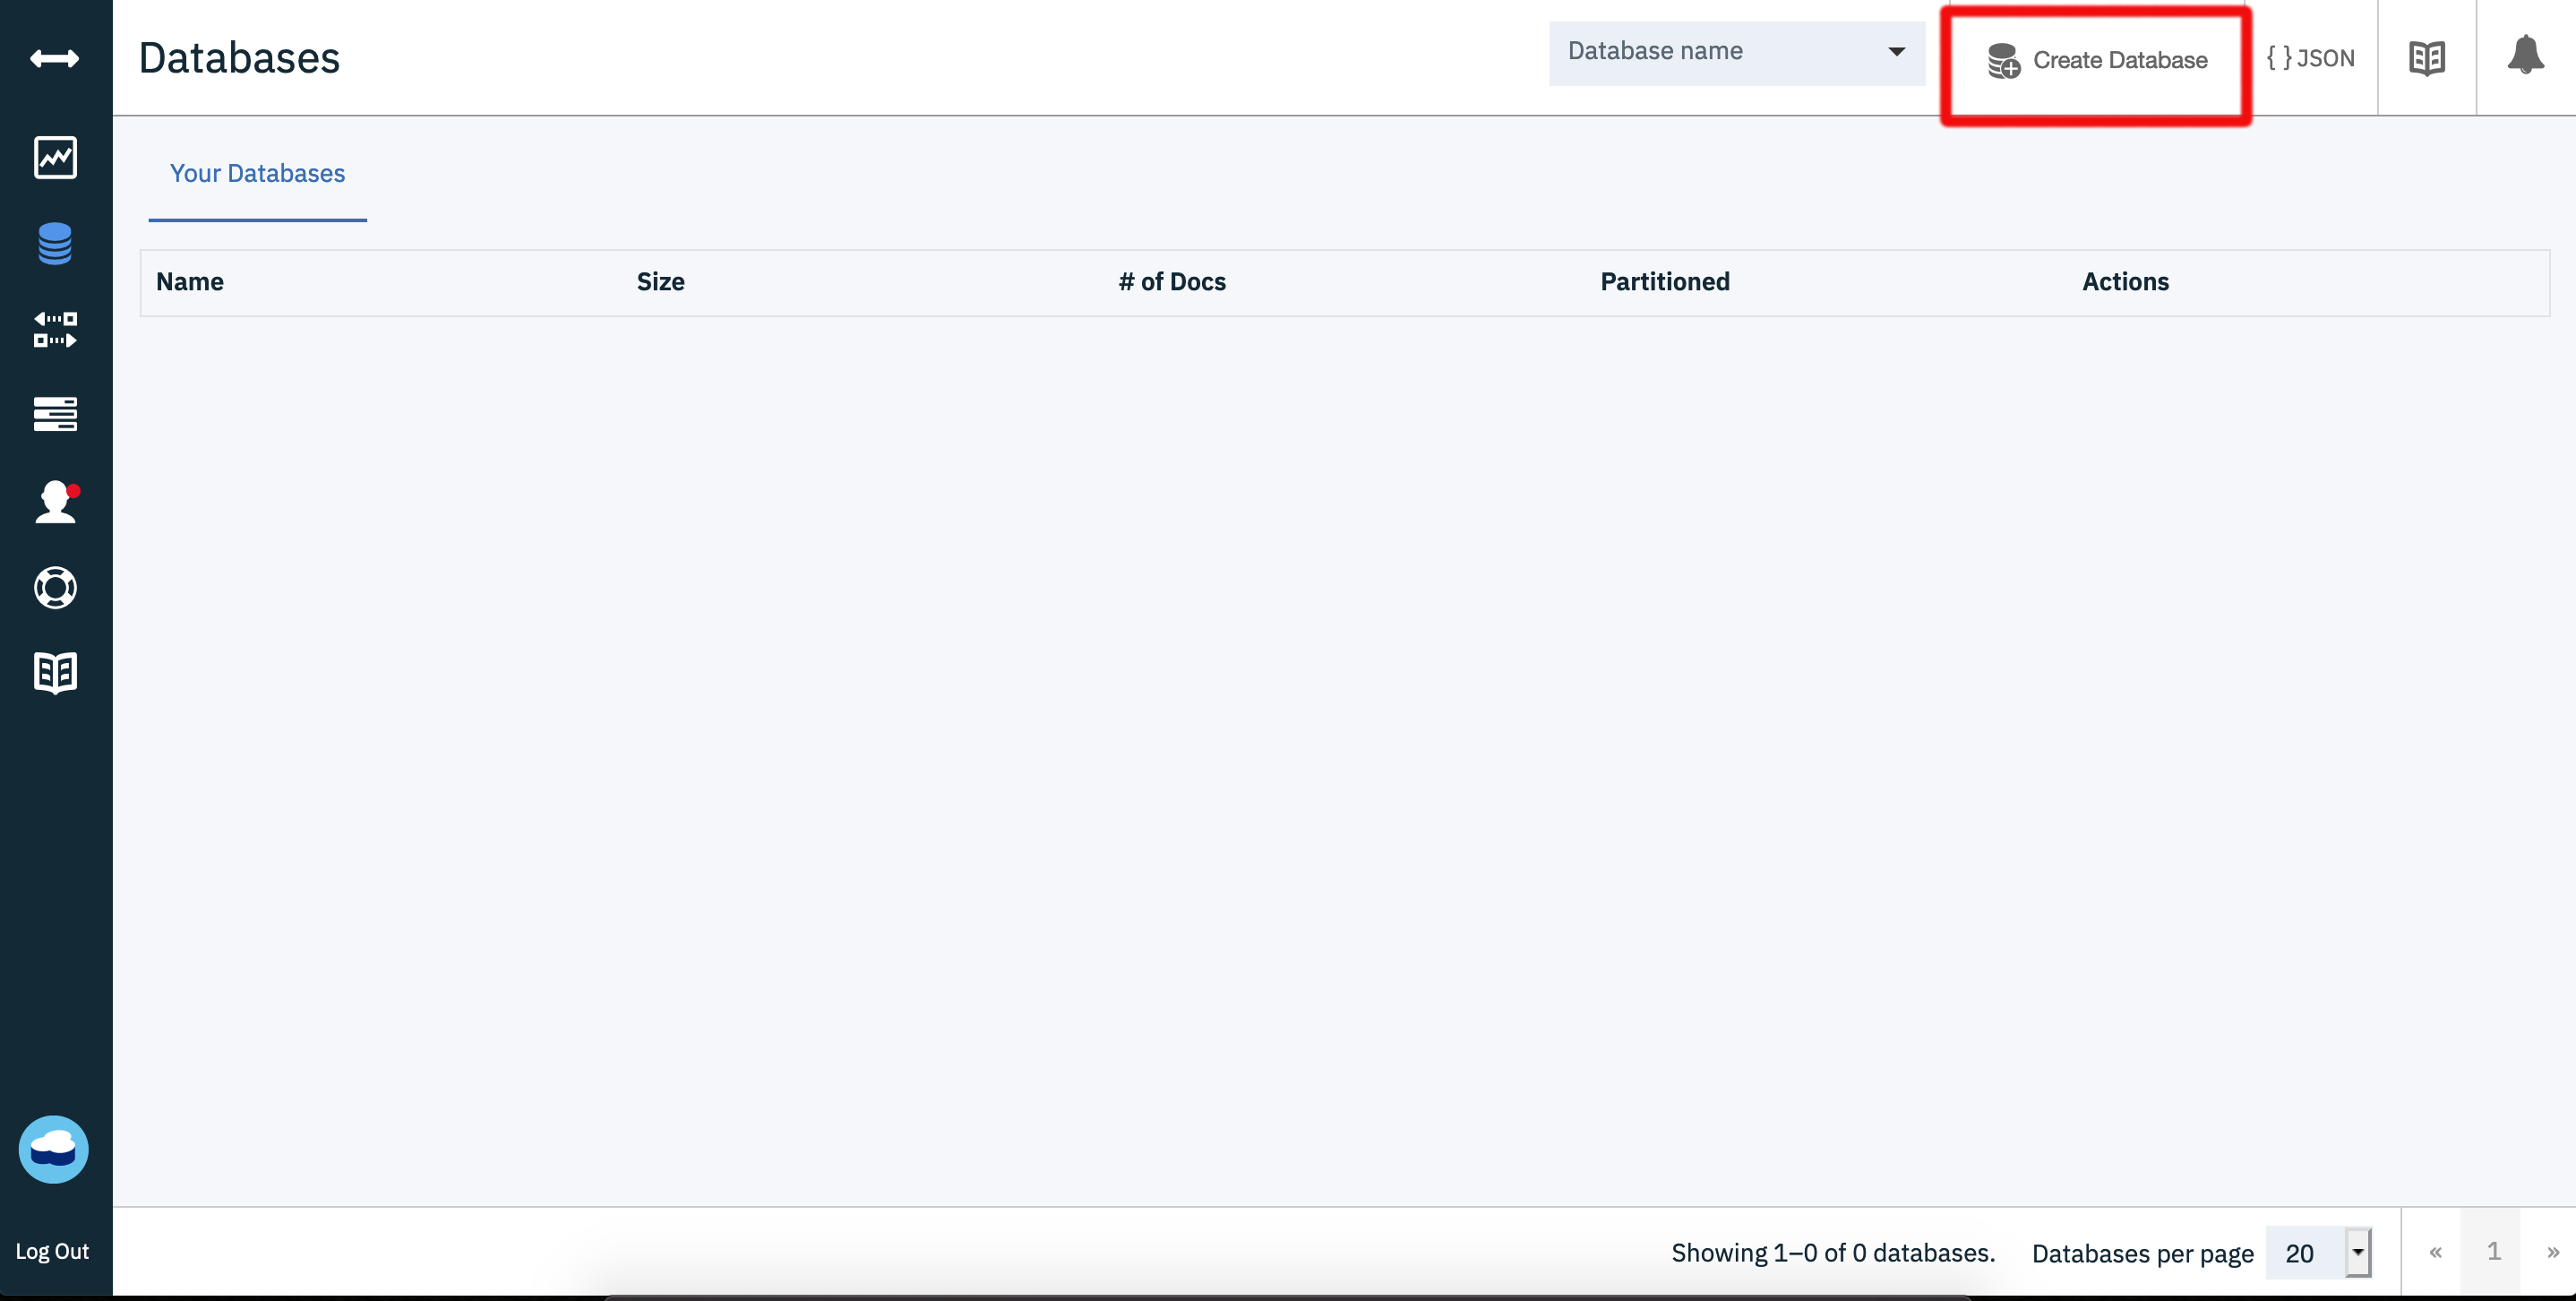 Databases
Database name
Create Database
{ } JSON
Your Databases
Name Size # of Docs Partitioned Actions
Log Out
Showing 1–0 of 0 databases. Databases per page 20 « 1 »